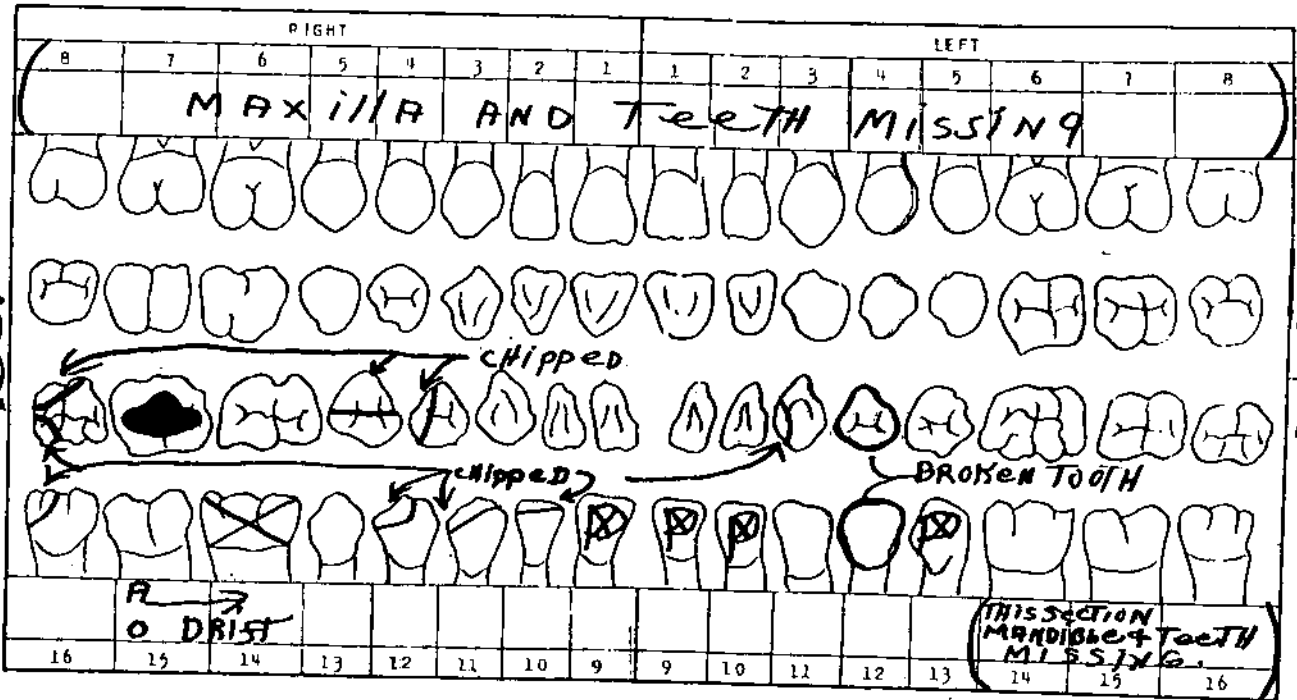 RIGHT LEFT
8 7 6 5 4 3 2 1 1 2 3 4 5 6 7 8
MAxillA AND TeeTH MissiNg
CHippeD
CHippeD
BROKeN TOOTH
A
O DRIST
THIS SecTION
MANDIBLe + TeeTH
MISSING.
16 15 14 13 12 11 10 9 9 10 11 12 13 14 15 16